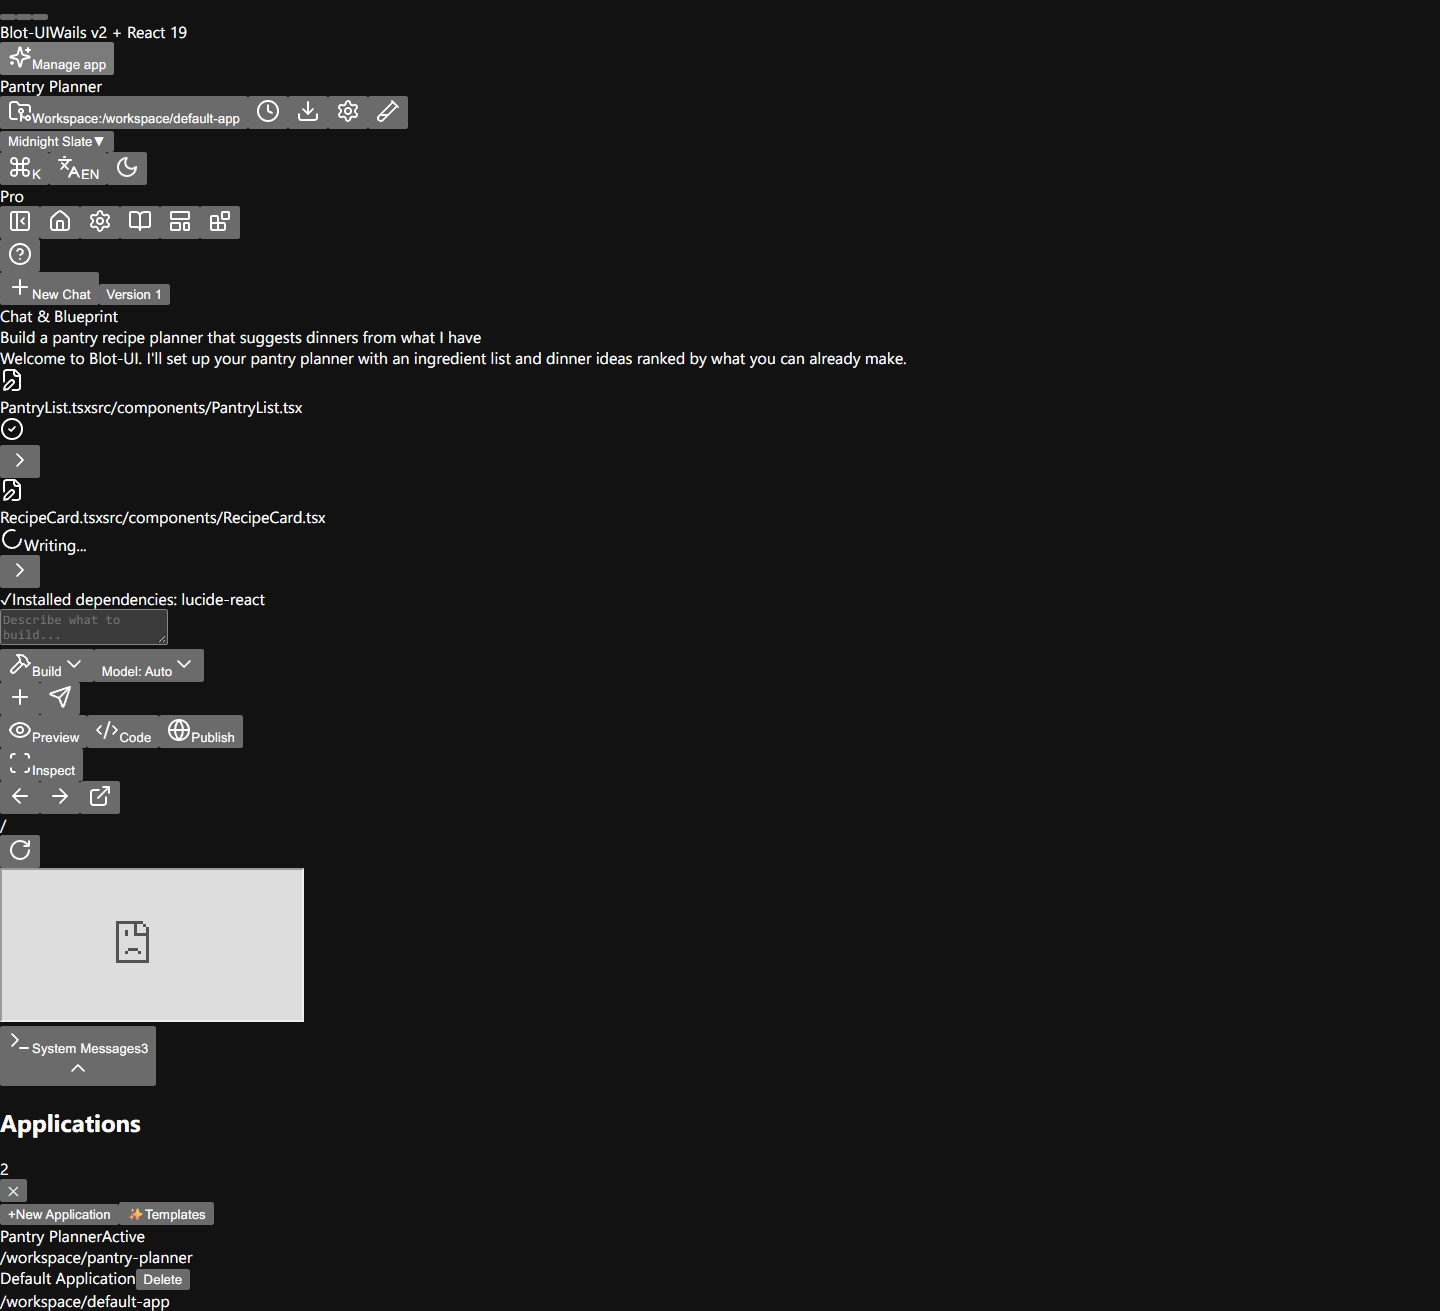 Blot-UIWails v2 + React 19
Manage app
Pantry Planner
Workspace:/workspace/default-app
Midnight Slate▼
K EN
Pro
New Chat Version 1
Chat & Blueprint
Build a pantry recipe planner that suggests dinners from what I have
Welcome to Blot-UI. I'll set up your pantry planner with an ingredient list and dinner ideas ranked by what you can already make.
PantryList.tsxsrc/components/PantryList.tsx
RecipeCard.tsxsrc/components/RecipeCard.tsx
Writing...
✓Installed dependencies: lucide-react
Describe what to
build...
Build Model: Auto
Preview Code Publish
Inspect
/
System Messages3
Applications
2
×
+New Application ✨Templates
Pantry PlannerActive
/workspace/pantry-planner
Default Application Delete
/workspace/default-app